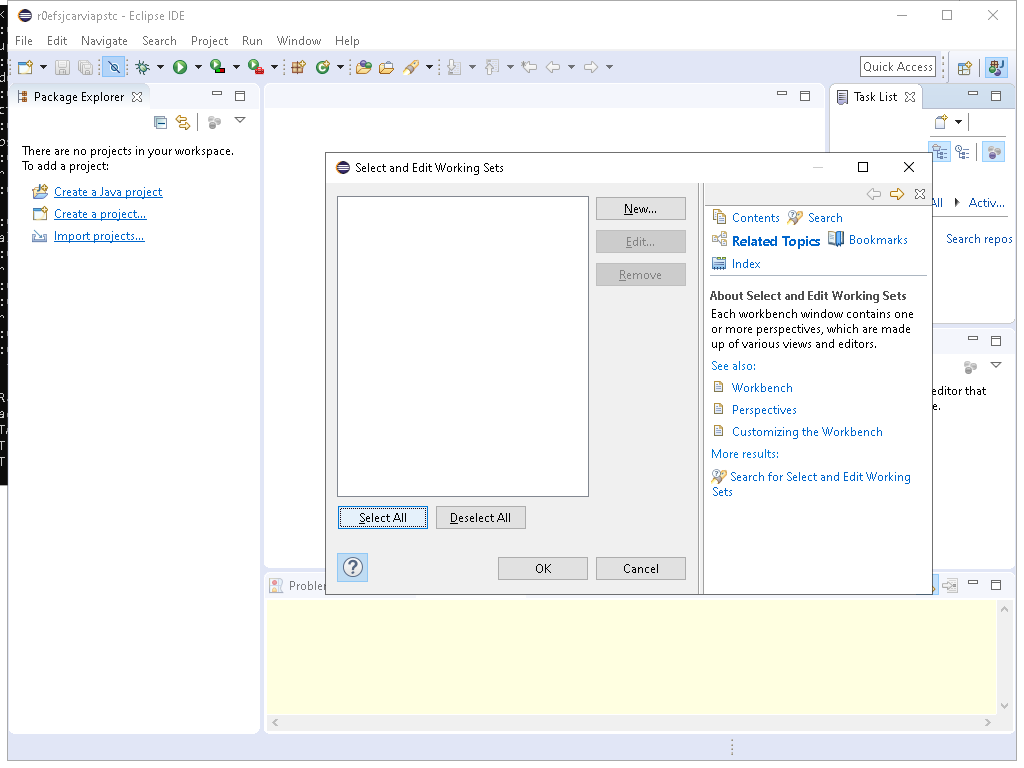 r0efsjcarviapstc - Eclipse IDE
File Edit Navigate Search Project Run Window Help
Quick Access
Package Explorer
Task List
There are no projects in your workspace.
To add a project:
Create a Java project
Create a project...
Import projects...
All Activ...
Search repos
Select and Edit Working Sets
New...
Edit...
Remove
Select All Deselect All
OK Cancel
Contents Search
Related Topics Bookmarks
Index
About Select and Edit Working Sets
Each workbench window contains one
or more perspectives, which are made
up of various views and editors.
See also:
Workbench
Perspectives
Customizing the Workbench
More results:
Search for Select and Edit Working
Sets
editor that
e.
Probler